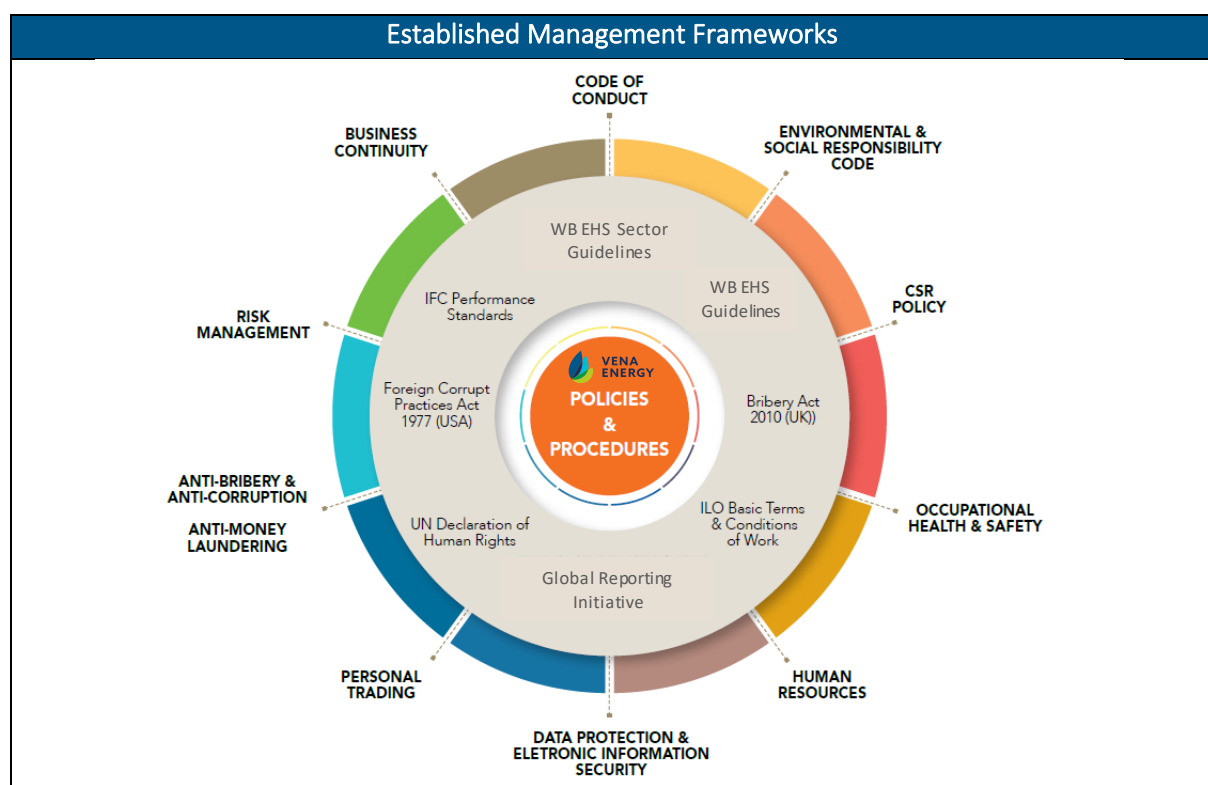 Established Management Frameworks
CODE OF
CONDUCT
ENVIRONMENTAL &
SOCIAL RESPONSIBILITY
CODE
BUSINESS
CONTINUITY
CSR
POLICY
RISK
MANAGEMENT
OCCUPATIONAL
HEALTH & SAFETY
ANTI-BRIBERY &
ANTI-CORRUPTION
ANTI-MONEY
LAUNDERING
HUMAN
RESOURCES
PERSONAL
TRADING
DATA PROTECTION &
ELETRONIC INFORMATION
SECURITY
WB EHS Sector
Guidelines
WB EHS
Guidelines
IFC Performance
Standards
Foreign Corrupt
Practices Act
1977 (USA)
Bribery Act
2010 (UK))
UN Declaration of
Human Rights
ILO Basic Terms
& Conditions
of Work
Global Reporting
Initiative
VENA
ENERGY
POLICIES
&
PROCEDURES